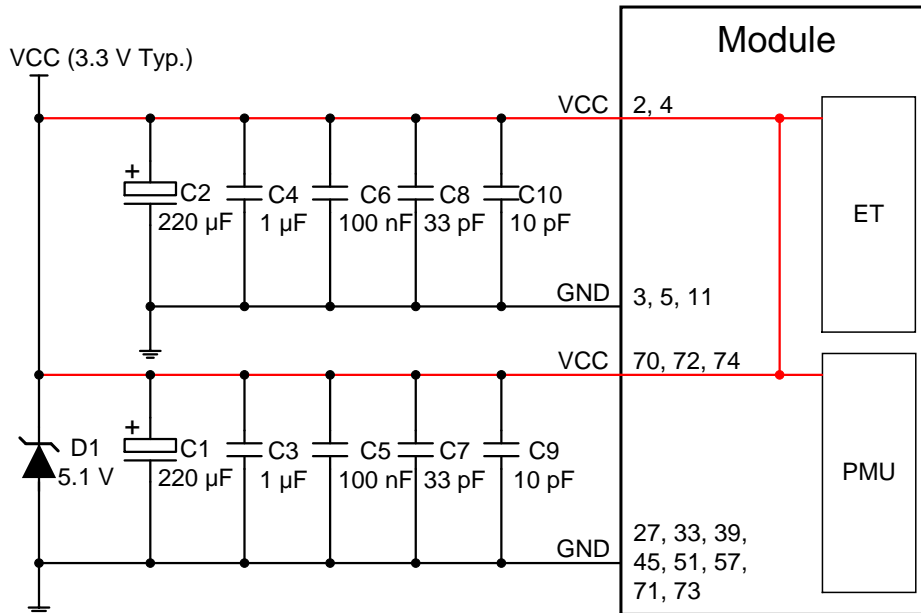 Module
VCC (3.3 V Typ.)
VCC 2, 4
+
C2 C4 C6 C8 C10
220 µF 1 µF 100 nF 33 pF 10 pF
ET
GND 3, 5, 11
VCC 70, 72, 74
+
D1 C1 C3 C5 C7 C9
5.1 V 220 µF 1 µF 100 nF 33 pF 10 pF
PMU
GND 27, 33, 39,
45, 51, 57,
71, 73